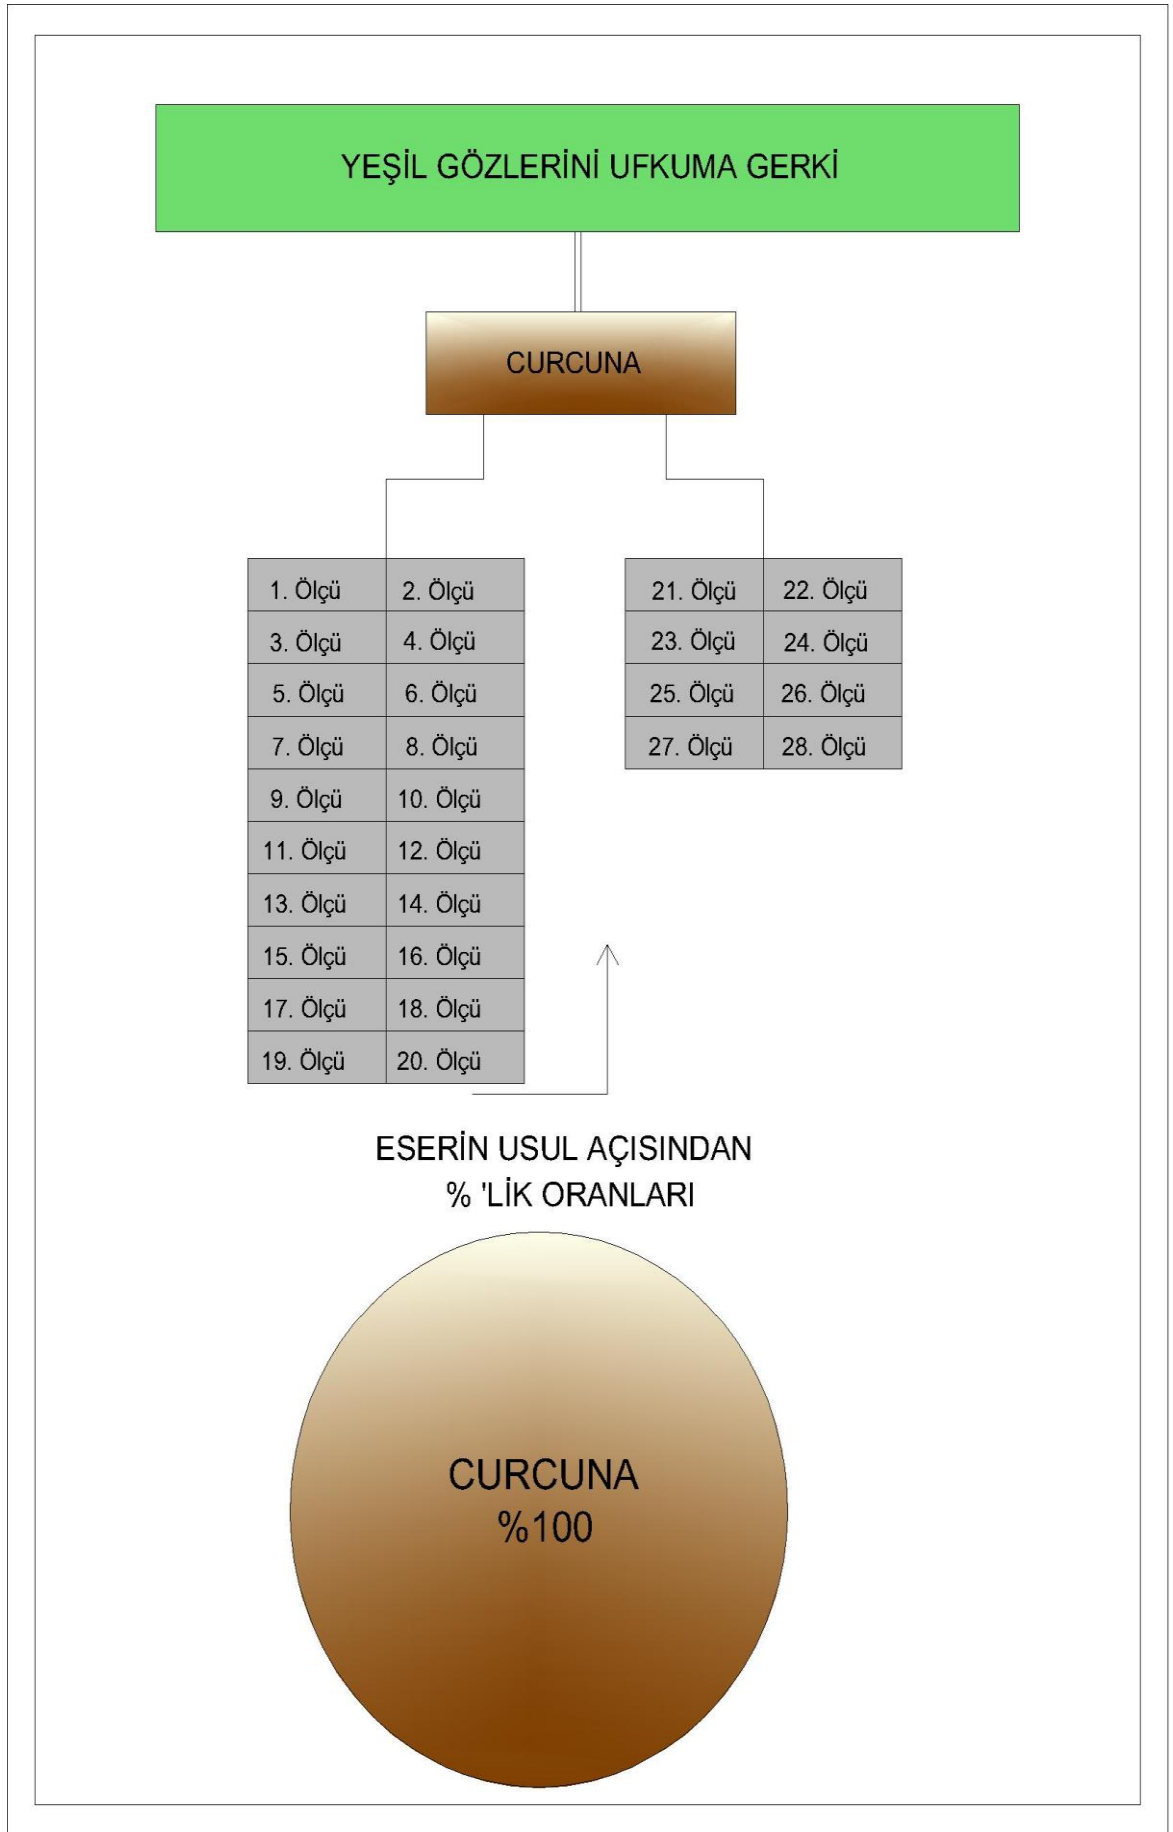 YEŞİL GÖZLERİNİ UFKUMA GERKİ
CURCUNA
1. Ölçü 2. Ölçü
3. Ölçü 4. Ölçü
5. Ölçü 6. Ölçü
7. Ölçü 8. Ölçü
9. Ölçü 10. Ölçü
11. Ölçü 12. Ölçü
13. Ölçü 14. Ölçü
15. Ölçü 16. Ölçü
17. Ölçü 18. Ölçü
19. Ölçü 20. Ölçü
21. Ölçü 22. Ölçü
23. Ölçü 24. Ölçü
25. Ölçü 26. Ölçü
27. Ölçü 28. Ölçü
ESERİN USUL AÇISINDAN
% 'LİK ORANLARI
CURCUNA
%100